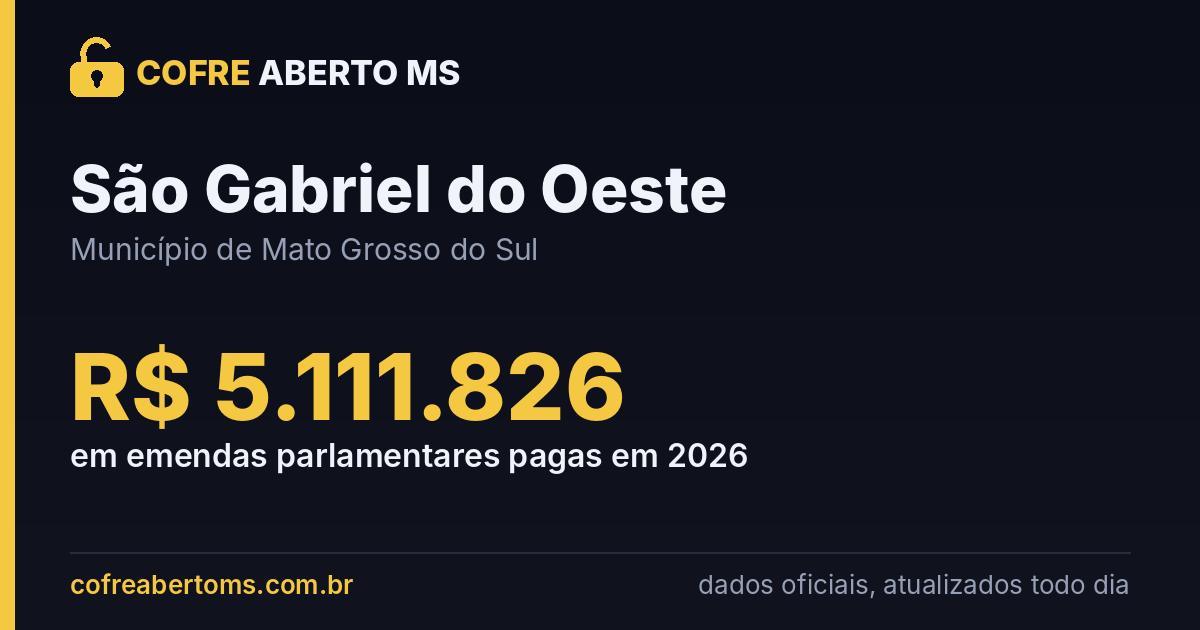 COFRE ABERTO MS
São Gabriel do Oeste
Município de Mato Grosso do Sul
R$ 5.111.826
em emendas parlamentares pagas em 2026
cofreabertoms.com.br
dados oficiais, atualizados todo dia